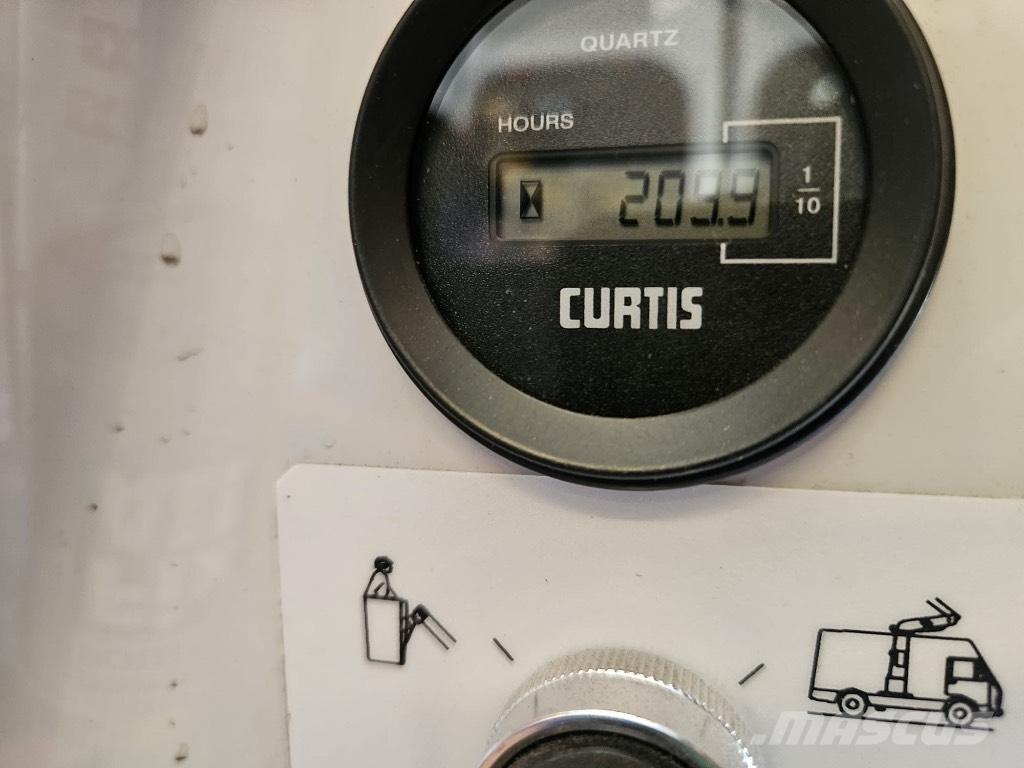 QUARTZ
HOURS
209.9
1
10
CURTIS
MASCUS